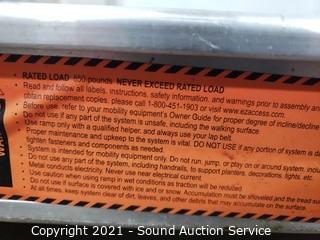 RATED LOAD 850 pounds NEVER EXCEED RATED LOAD
Read and follow all labels, instructions, safety information, and warnings prior to assembly and
obtain replacement copies, please call 1-800-451-1903 or visit www.ezaccess.com.
Before use, refer to your mobility equipment's Owner Guide for proper degree of incline/decline
Do not use if any part of the system is unsafe, including the walking surface.
Use ramp only with a qualified helper, and always use your lap belt.
Proper maintenance and upkeep to the system is vital. DO NOT USE if any portion of system is da
tighten fasteners and components as needed.
System is intended for mobility equipment only. Do not run, jump, or play on or around system, includ
Do not use any part of the system, including handrails, to support planters, decorations, lights, etc.
Metal conducts electricity. Never use near electrical current
Use caution when using ramp in wet conditions as traction will be reducted
Do not use if surface is covered with ice and or snow. Accumulation must be shoveled and the tread sur
At all times, keep system clear of dirt, leaves, and other debris that may accumulate on the surface.
WAR
Copyright 2021 - Sound Auction Service